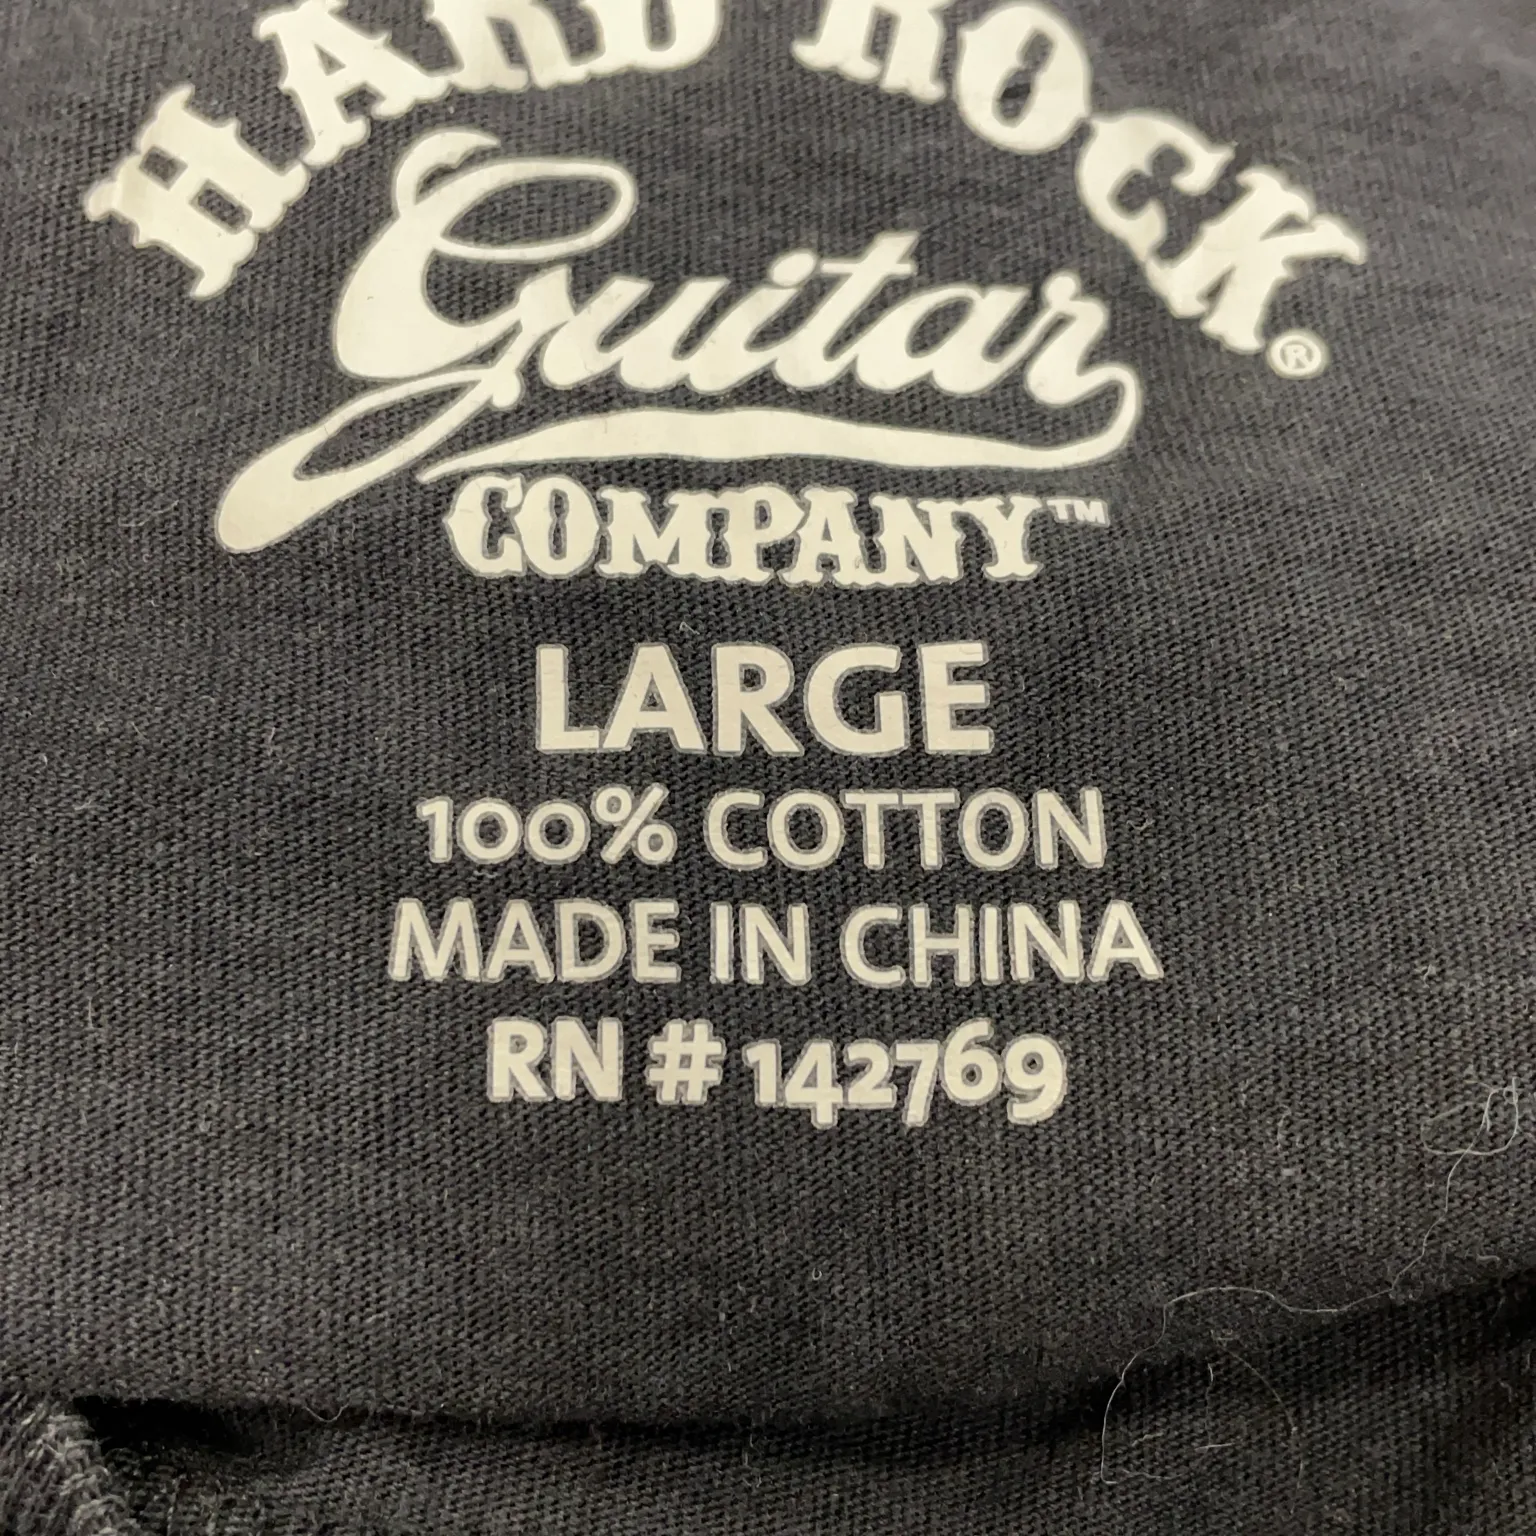 HARD ROCK®
Guitar
COMPANY™
LARGE
100% COTTON
MADE IN CHINA
RN # 142769